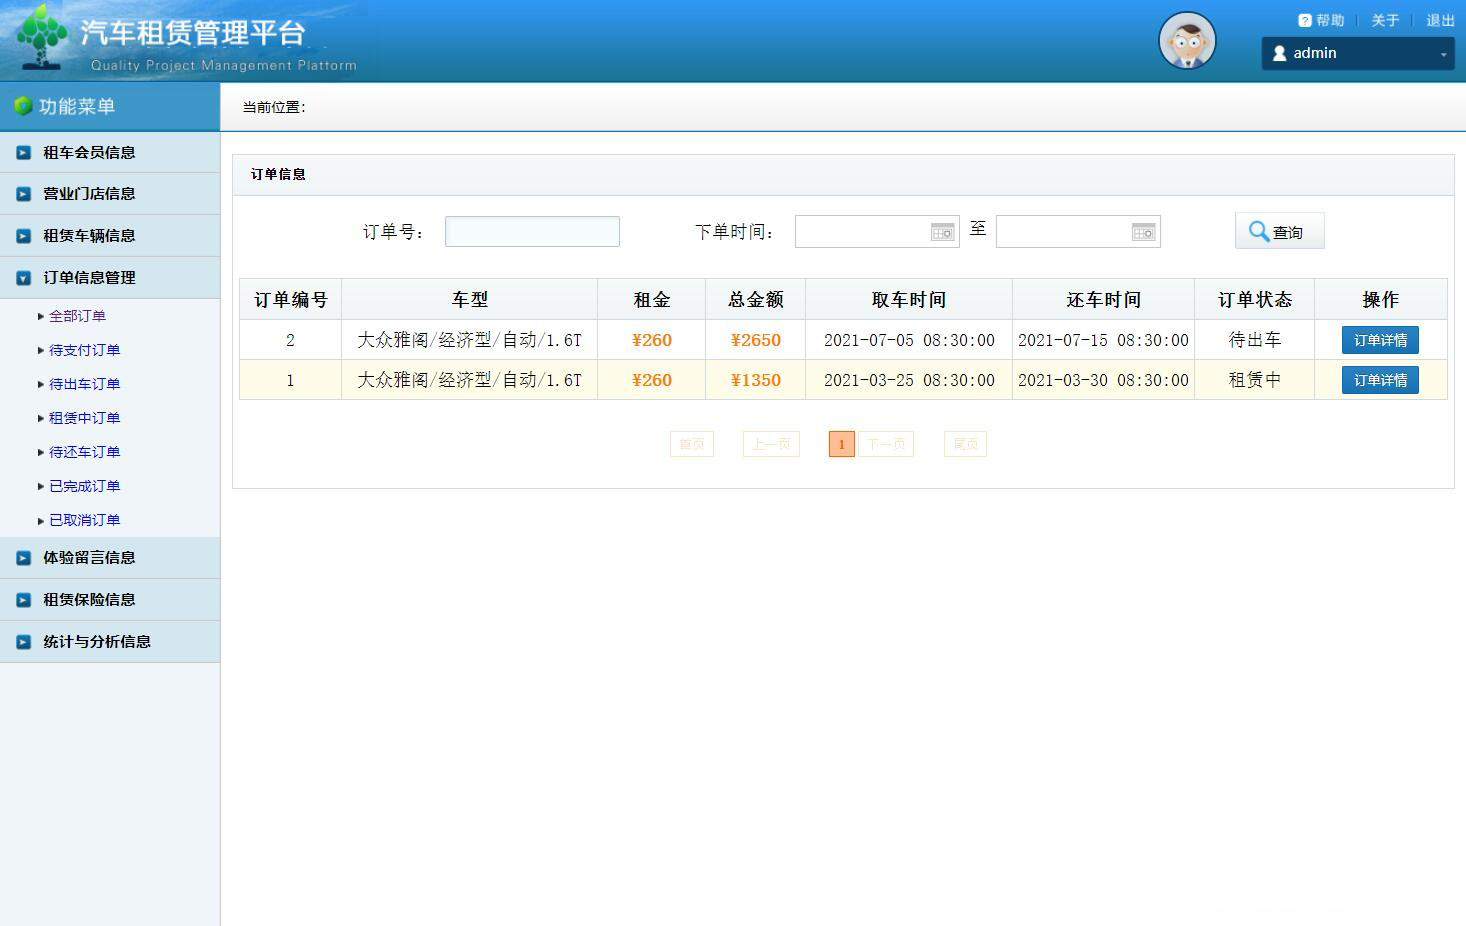 汽车租赁管理平台
Quality Project Management Platform
帮助 关于 退出
admin
功能菜单
当前位置：
租车会员信息
营业门店信息
租赁车辆信息
订单信息管理
全部订单
待支付订单
待出车订单
租赁中订单
待还车订单
已完成订单
已取消订单
体验留言信息
租赁保险信息
统计与分析信息
订单信息
订单号： 下单时间： 至 查询
订单编号 车型 租金 总金额 取车时间 还车时间 订单状态 操作
2 大众雅阁/经济型/自动/1.6T ¥260 ¥2650 2021-07-05 08:30:00 2021-07-15 08:30:00 待出车 订单详情
1 大众雅阁/经济型/自动/1.6T ¥260 ¥1350 2021-03-25 08:30:00 2021-03-30 08:30:00 租赁中 订单详情
首页 上一页 1 下一页 尾页